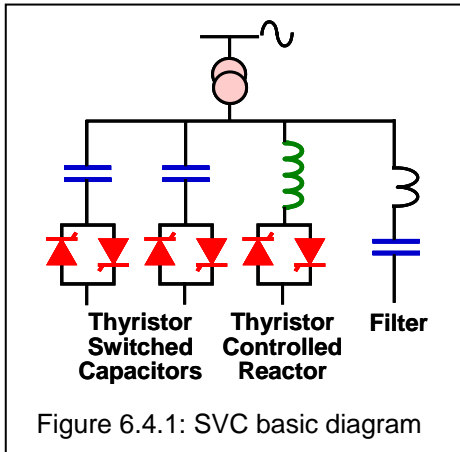 Thyristor
Switched
Capacitors
Thyristor
Controlled
Reactor
Filter
Figure 6.4.1: SVC basic diagram